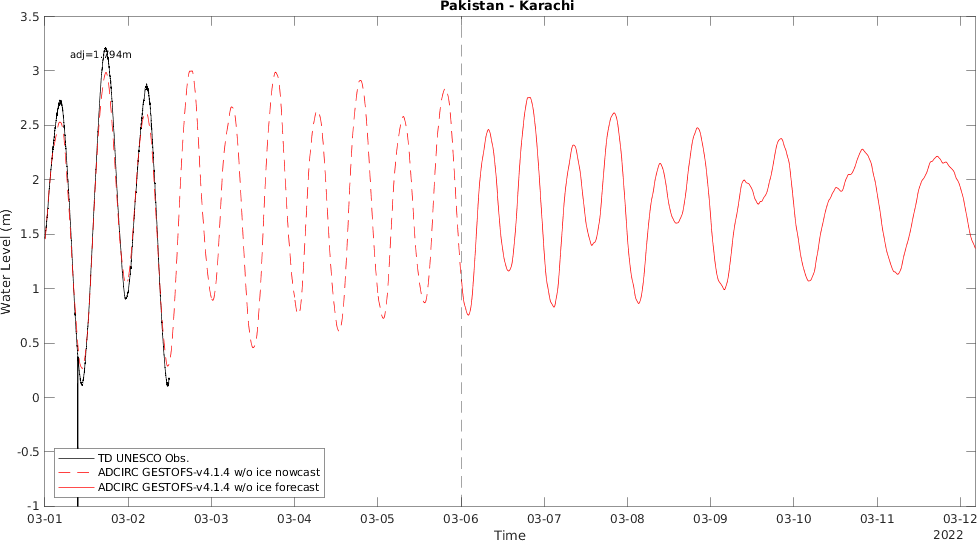 Pakistan - Karachi
adj=1.794m
3.5
3
2.5
2
1.5
1
0.5
0
-0.5
-1
Water Level (m)
TD UNESCO Obs.
ADCIRC GESTOFS-v4.1.4 w/o ice nowcast
ADCIRC GESTOFS-v4.1.4 w/o ice forecast
03-01 03-02 03-03 03-04 03-05 03-06 03-07 03-08 03-09 03-10 03-11 03-12
Time
2022